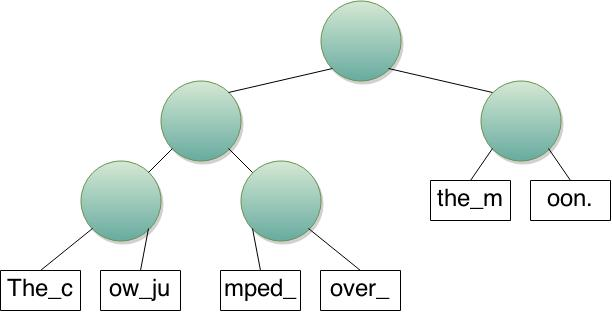 the_m
oon.
The_c
ow_ju
mped_
over_